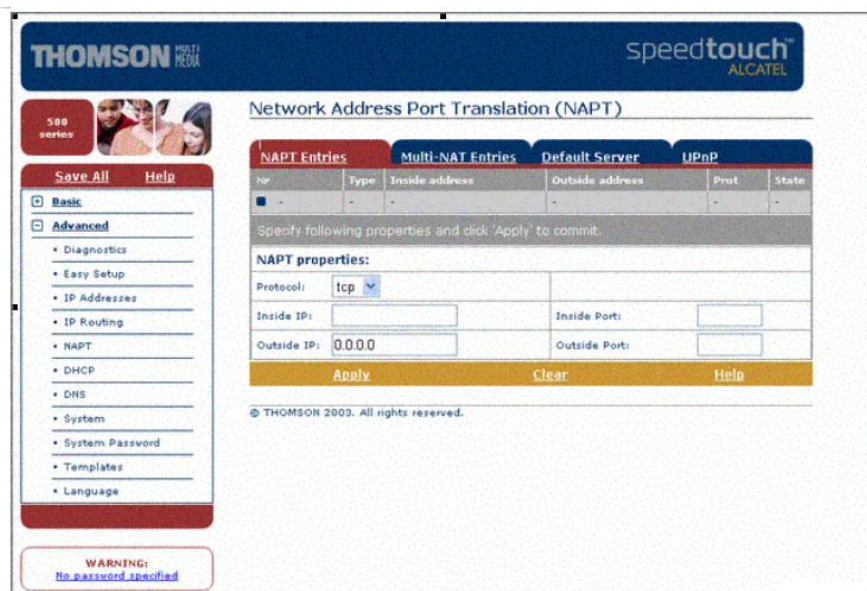 THOMSON MULTI MEDIA
speedtouch™
ALCATEL
500 series
Network Address Port Translation (NAPT)
NAPT Entries Multi-NAT Entries Default Server UPnP
Save All Help
Nr Type Inside address Outside address Prot State
- - - - - -
Basic
Advanced
Specify following properties and click 'Apply' to commit.
• Diagnostics
NAPT properties:
• Easy Setup
Protocol: tcp
• IP Addresses
Inside IP: Inside Port:
• IP Routing
Outside IP: 0.0.0.0 Outside Port:
• NAPT
Apply Clear Help
• DHCP
• DNS
© THOMSON 2003. All rights reserved.
• System
• System Password
• Templates
• Language
WARNING:
No password specified